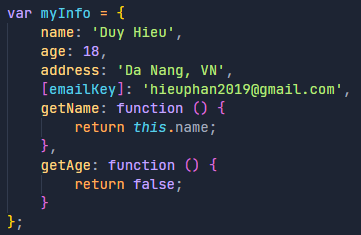 var myInfo = {
    name: 'Duy Hieu',
    age: 18,
    address: 'Da Nang, VN',
    [emailKey]: 'hieuphan2019@gmail.com',
    getName: function () {
        return this.name;
    },
    getAge: function () {
        return false;
    }
};